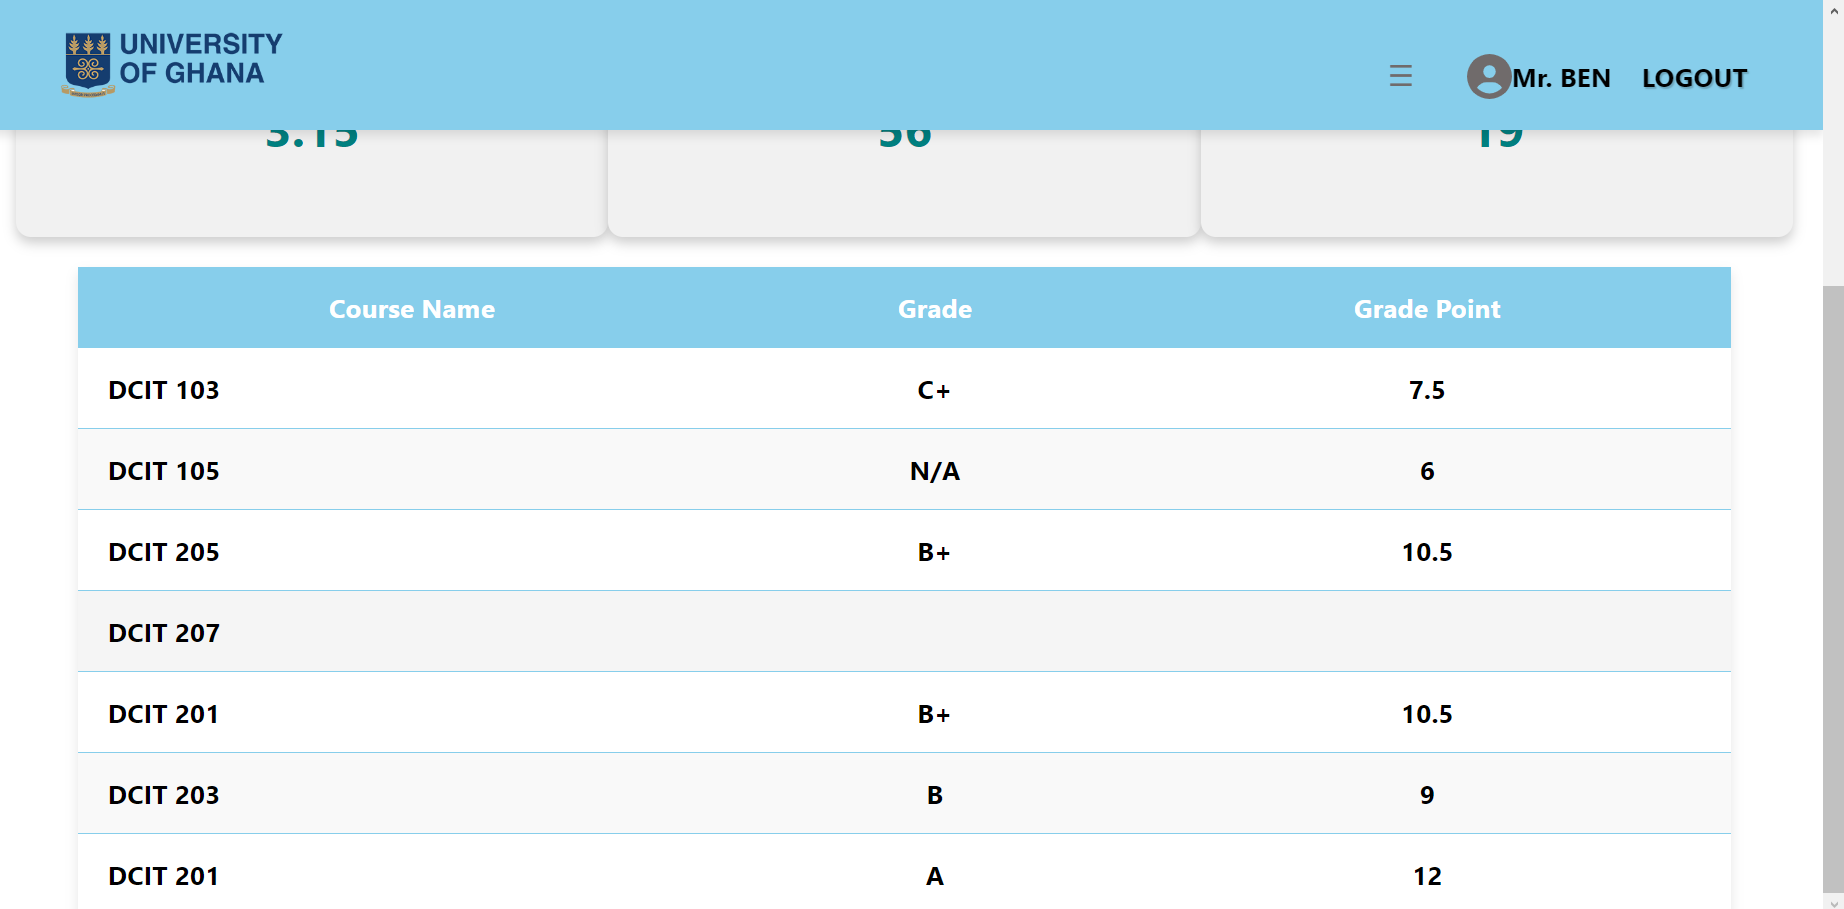 UNIVERSITY
OF GHANA
Mr. BEN LOGOUT
3.15 56 19
Course Name Grade Grade Point
DCIT 103 C+ 7.5
DCIT 105 N/A 6
DCIT 205 B+ 10.5
DCIT 207
DCIT 201 B+ 10.5
DCIT 203 B 9
DCIT 201 A 12